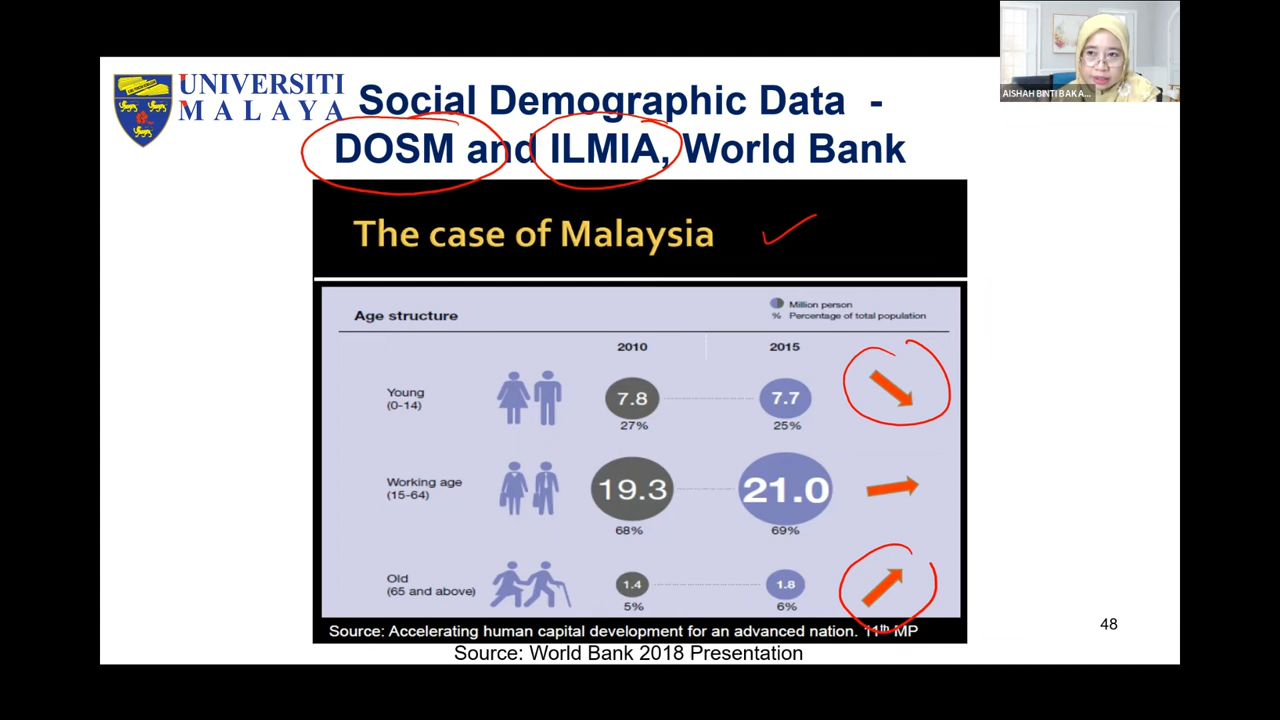 AISHAH BINTI BAKA...
UNIVERSITI
MALAYA
Social Demographic Data -
DOSM and ILMIA, World Bank
The case of Malaysia
Million person
% Percentage of total population
Age structure
2010 2015
Young
(0-14)
7.8 7.7
27% 25%
Working age
(15-64)
19.3 21.0
68% 69%
Old
(65 and above)
1.4 1.8
5% 6%
Source: Accelerating human capital development for an advanced nation. 11th MP
Source: World Bank 2018 Presentation
48